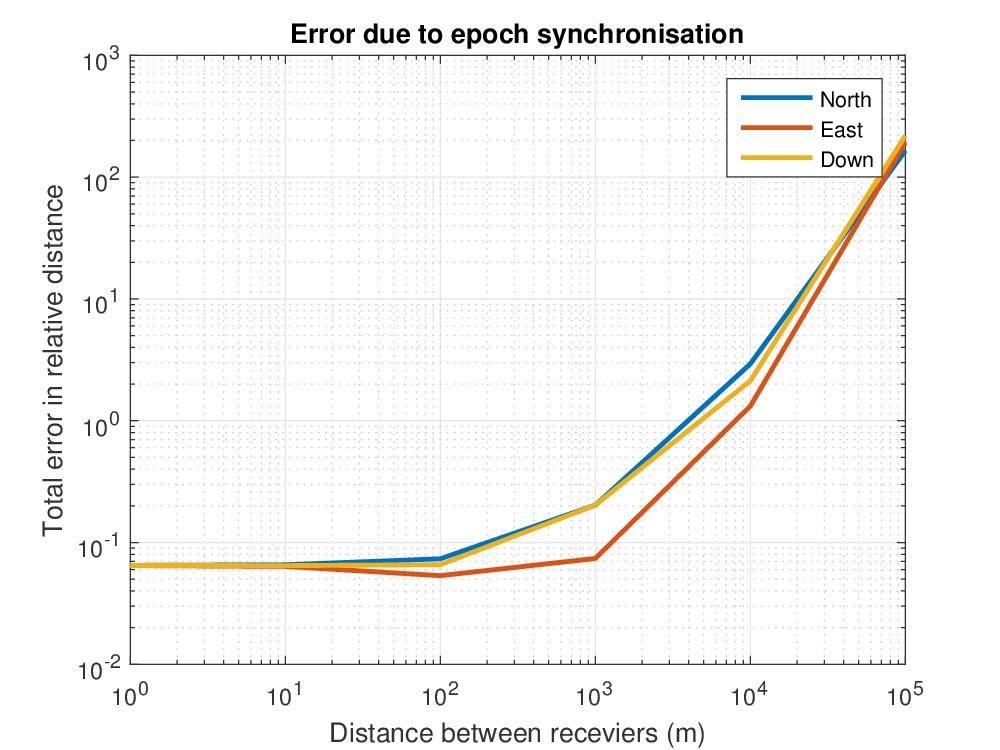 Error due to epoch synchronisation
10^3
10^2
10^1
10^0
10^-1
10^-2
Total error in relative distance
North
East
Down
10^0 10^1 10^2 10^3 10^4 10^5
Distance between receviers (m)